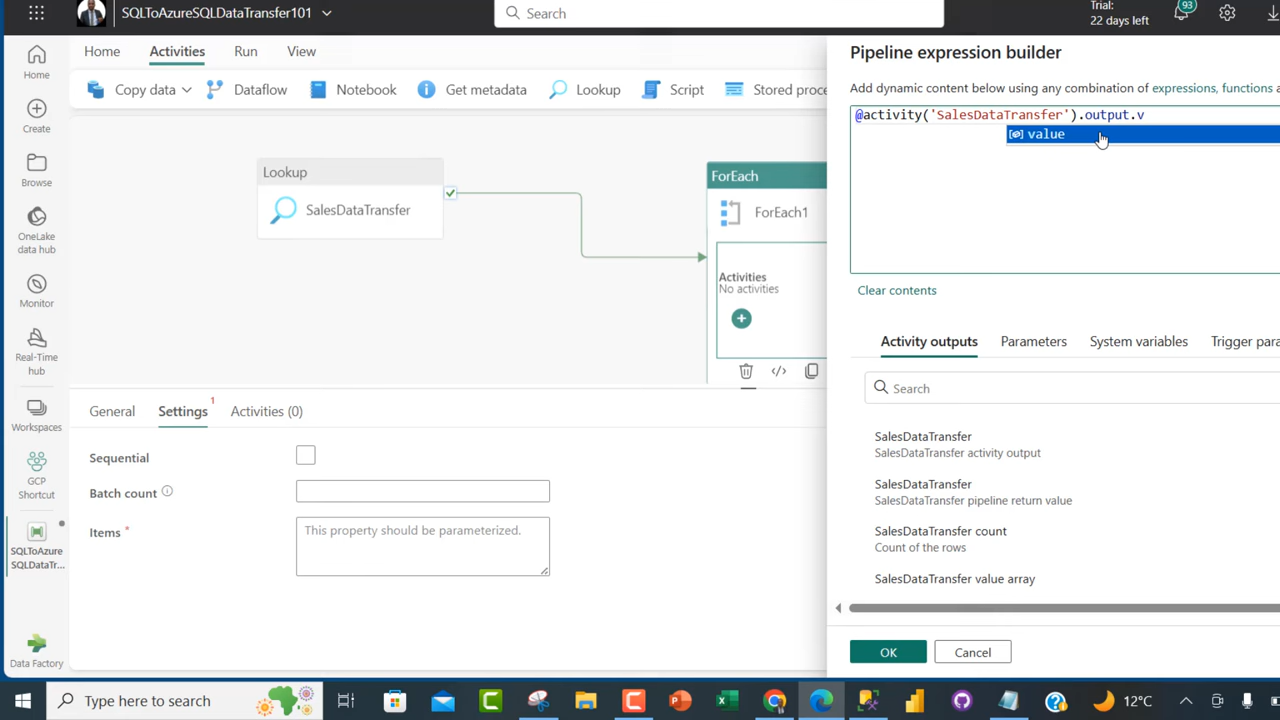 SQLToAzureSQLDataTransfer101
Search
Trial:
22 days left
93
Home
Activities
Run
View
Copy data
Dataflow
Notebook
Get metadata
Lookup
Script
Stored proce
Home
Create
Browse
OneLake
data hub
Monitor
Real-Time
hub
Workspaces
GCP
Shortcut
SQLToAzure
SQLDataTr...
Data Factory
Lookup
SalesDataTransfer
ForEach
ForEach1
Activities
No activities
General
Settings 1
Activities (0)
Sequential
Batch count
Items *
This property should be parameterized.
Pipeline expression builder
Add dynamic content below using any combination of expressions, functions a
@activity('SalesDataTransfer').output.v
value
Clear contents
Activity outputs
Parameters
System variables
Trigger para
Search
SalesDataTransfer
SalesDataTransfer activity output
SalesDataTransfer
SalesDataTransfer pipeline return value
SalesDataTransfer count
Count of the rows
SalesDataTransfer value array
OK
Cancel
Type here to search
12°C